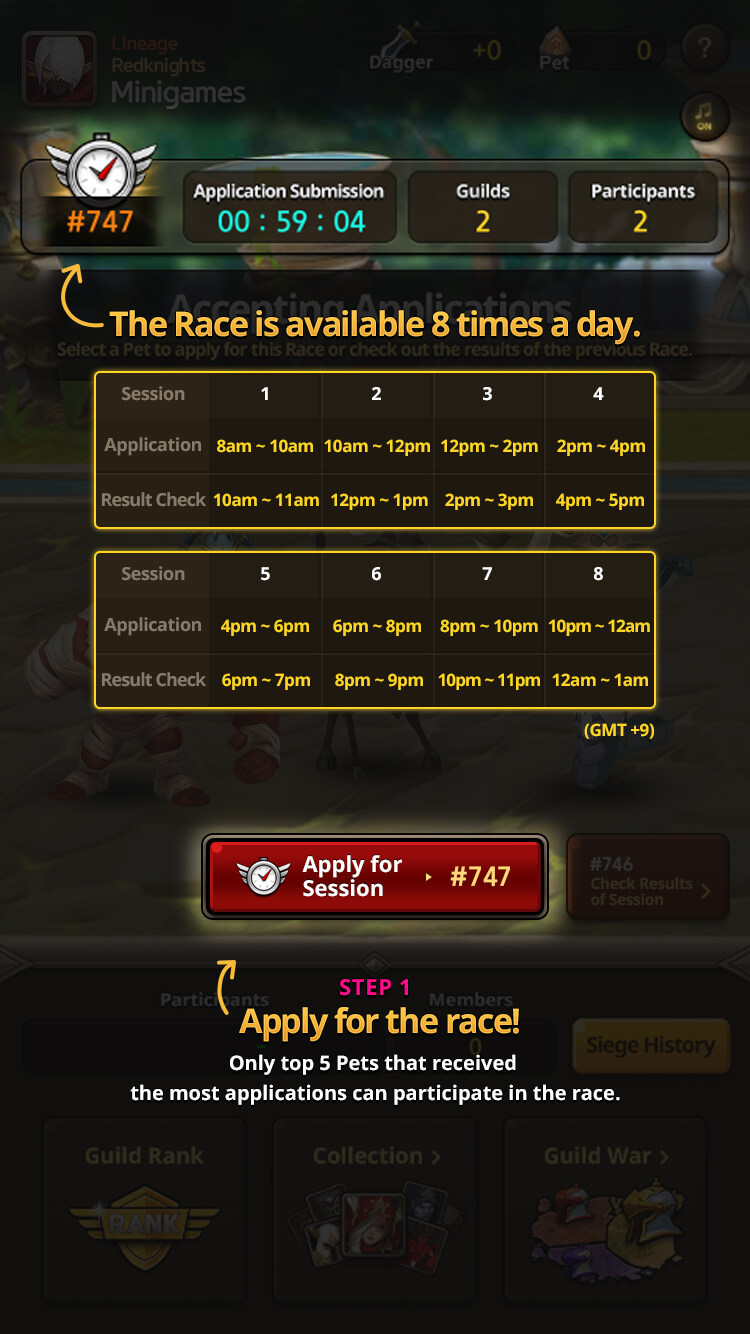 Lineage
Redknights
Minigames
Dagger +0
Pet 0
?
ON
#747
Application Submission
00 : 59 : 04
Guilds
2
Participants
2
Accepting Applications
The Race is available 8 times a day.
Select a Pet to apply for this Race or check out the results of the previous Race.
Session 1 2 3 4
Application 8am ~ 10am 10am ~ 12pm 12pm ~ 2pm 2pm ~ 4pm
Result Check 10am ~ 11am 12pm ~ 1pm 2pm ~ 3pm 4pm ~ 5pm
Session 5 6 7 8
Application 4pm ~ 6pm 6pm ~ 8pm 8pm ~ 10pm 10pm ~ 12am
Result Check 6pm ~ 7pm 8pm ~ 9pm 10pm ~ 11pm 12am ~ 1am
(GMT +9)
Apply for
Session
#747
#746
Check Results
of Session
STEP 1
Participants Members
Apply for the race!
0
Siege History
Only top 5 Pets that received
the most applications can participate in the race.
Guild Rank
RANK
Collection >
Guild War >